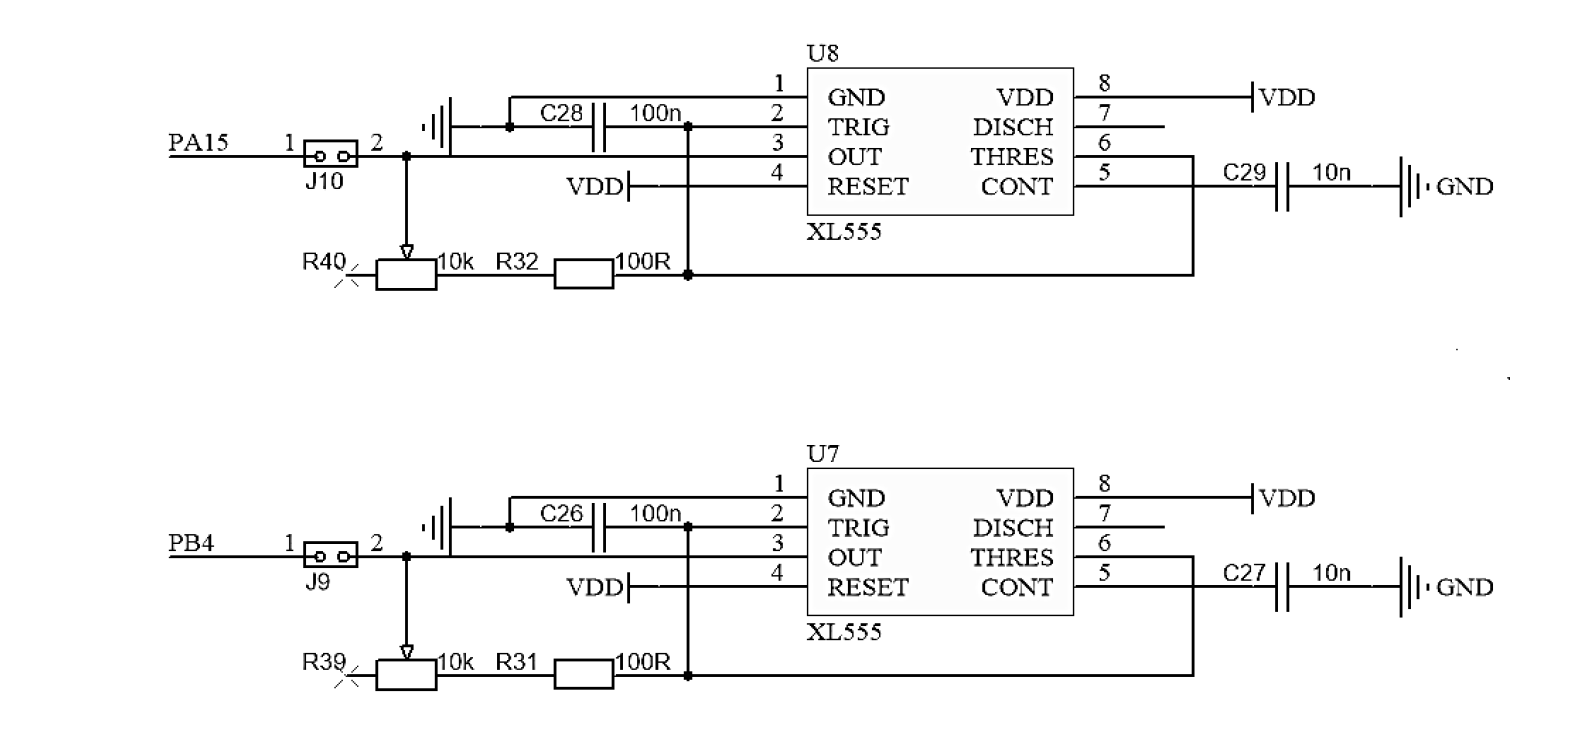 U8
1 GND VDD 8 VDD
C28 100n 2 TRIG DISCH 7
PA15 1 2 3 OUT THRES 6
J10 VDD 4 RESET CONT 5 C29 10n GND
XL555
R40 10k R32 100R
U7
1 GND VDD 8 VDD
C26 100n 2 TRIG DISCH 7
PB4 1 2 3 OUT THRES 6
J9 VDD 4 RESET CONT 5 C27 10n GND
XL555
R39 10k R31 100R